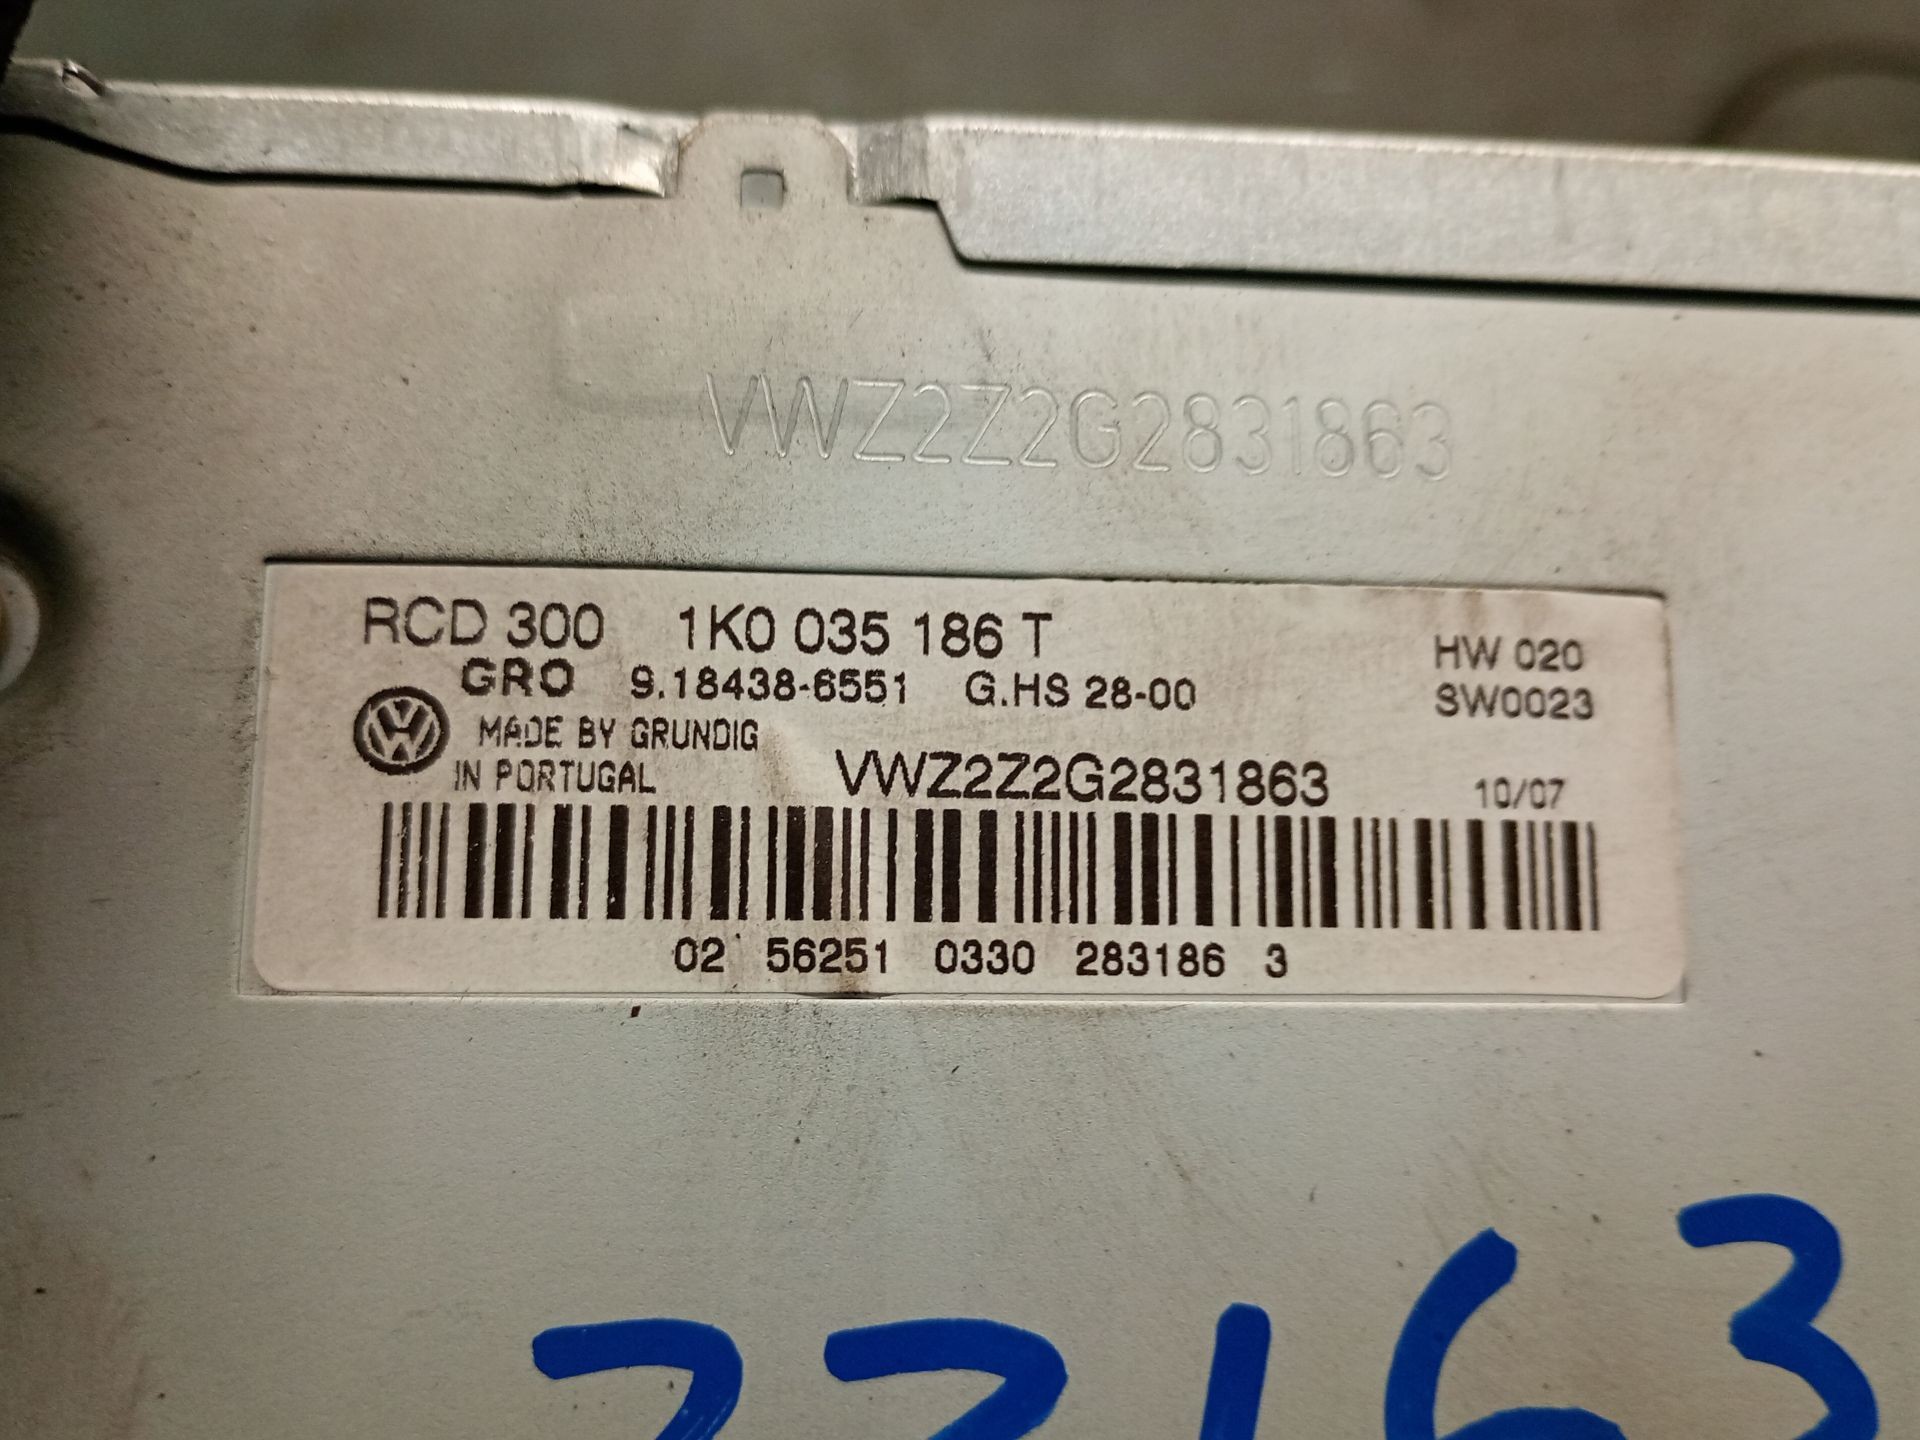 VWZ2Z2G2831863
RCD 300 1K0 035 186 T
HW 020
GRO 9.18438-6551 G.HS 28-00
SW0023
MADE BY GRUNDIG
IN PORTUGAL
VWZ2Z2G2831863
10/07
02 56251 0330 283186 3